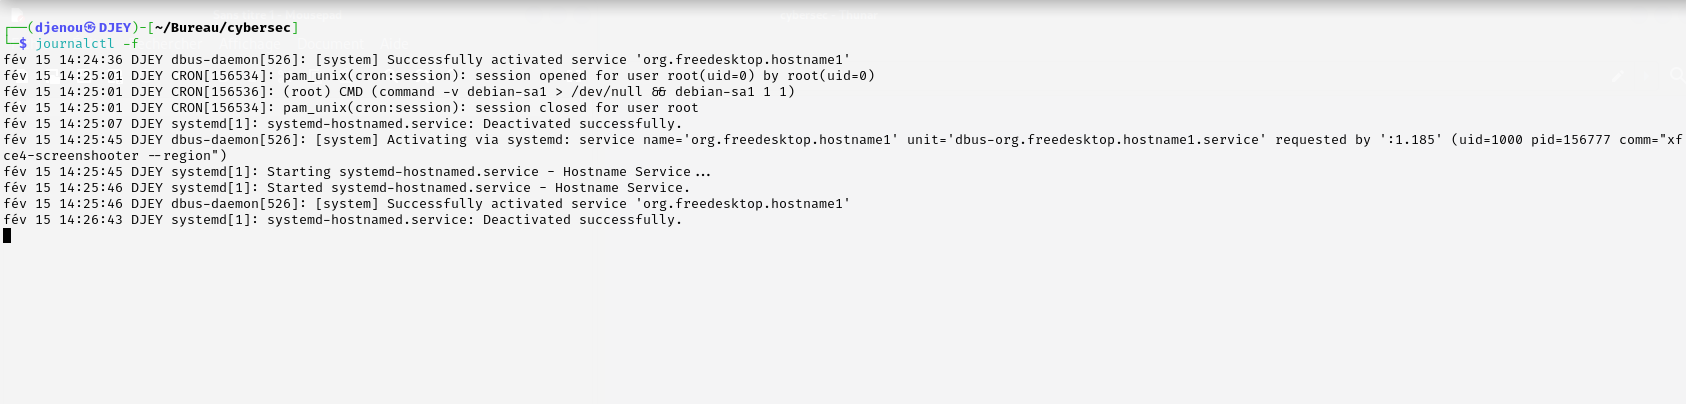 ┌──(djenou㉿DJEY)-[~/Bureau/cybersec]
└─$ journalctl -f
fév 15 14:24:36 DJEY dbus-daemon[526]: [system] Successfully activated service 'org.freedesktop.hostname1'
fév 15 14:25:01 DJEY CRON[156534]: pam_unix(cron:session): session opened for user root(uid=0) by root(uid=0)
fév 15 14:25:01 DJEY CRON[156536]: (root) CMD (command -v debian-sa1 > /dev/null && debian-sa1 1 1)
fév 15 14:25:01 DJEY CRON[156534]: pam_unix(cron:session): session closed for user root
fév 15 14:25:07 DJEY systemd[1]: systemd-hostnamed.service: Deactivated successfully.
fév 15 14:25:45 DJEY dbus-daemon[526]: [system] Activating via systemd: service name='org.freedesktop.hostname1' unit='dbus-org.freedesktop.hostname1.service' requested by ':1.185' (uid=1000 pid=156777 comm="xf
ce4-screenshooter --region")
fév 15 14:25:45 DJEY systemd[1]: Starting systemd-hostnamed.service - Hostname Service...
fév 15 14:25:46 DJEY systemd[1]: Started systemd-hostnamed.service - Hostname Service.
fév 15 14:25:46 DJEY dbus-daemon[526]: [system] Successfully activated service 'org.freedesktop.hostname1'
fév 15 14:26:43 DJEY systemd[1]: systemd-hostnamed.service: Deactivated successfully.